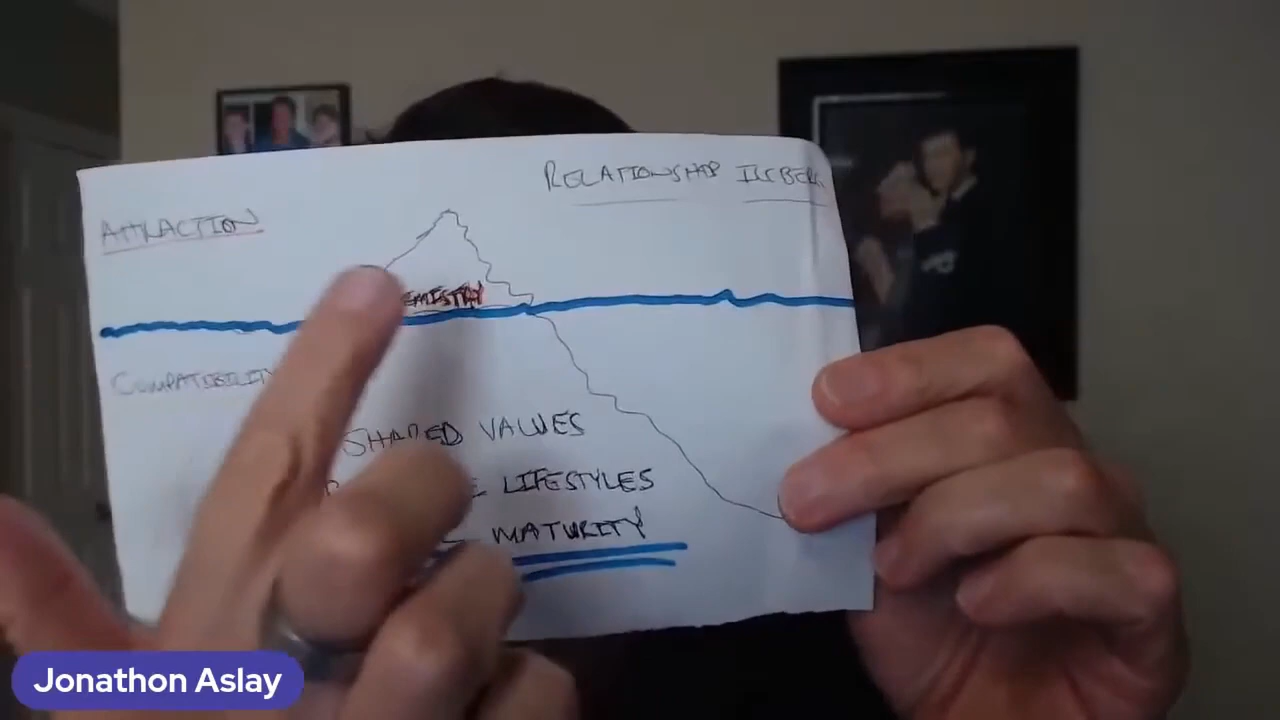 RELATIONSHIP ICEBERG
ATTRACTION
EMISTRY
COMPATIBILITY
SHARED VALUES
E LIFESTYLES
MATURITY
Jonathon Aslay